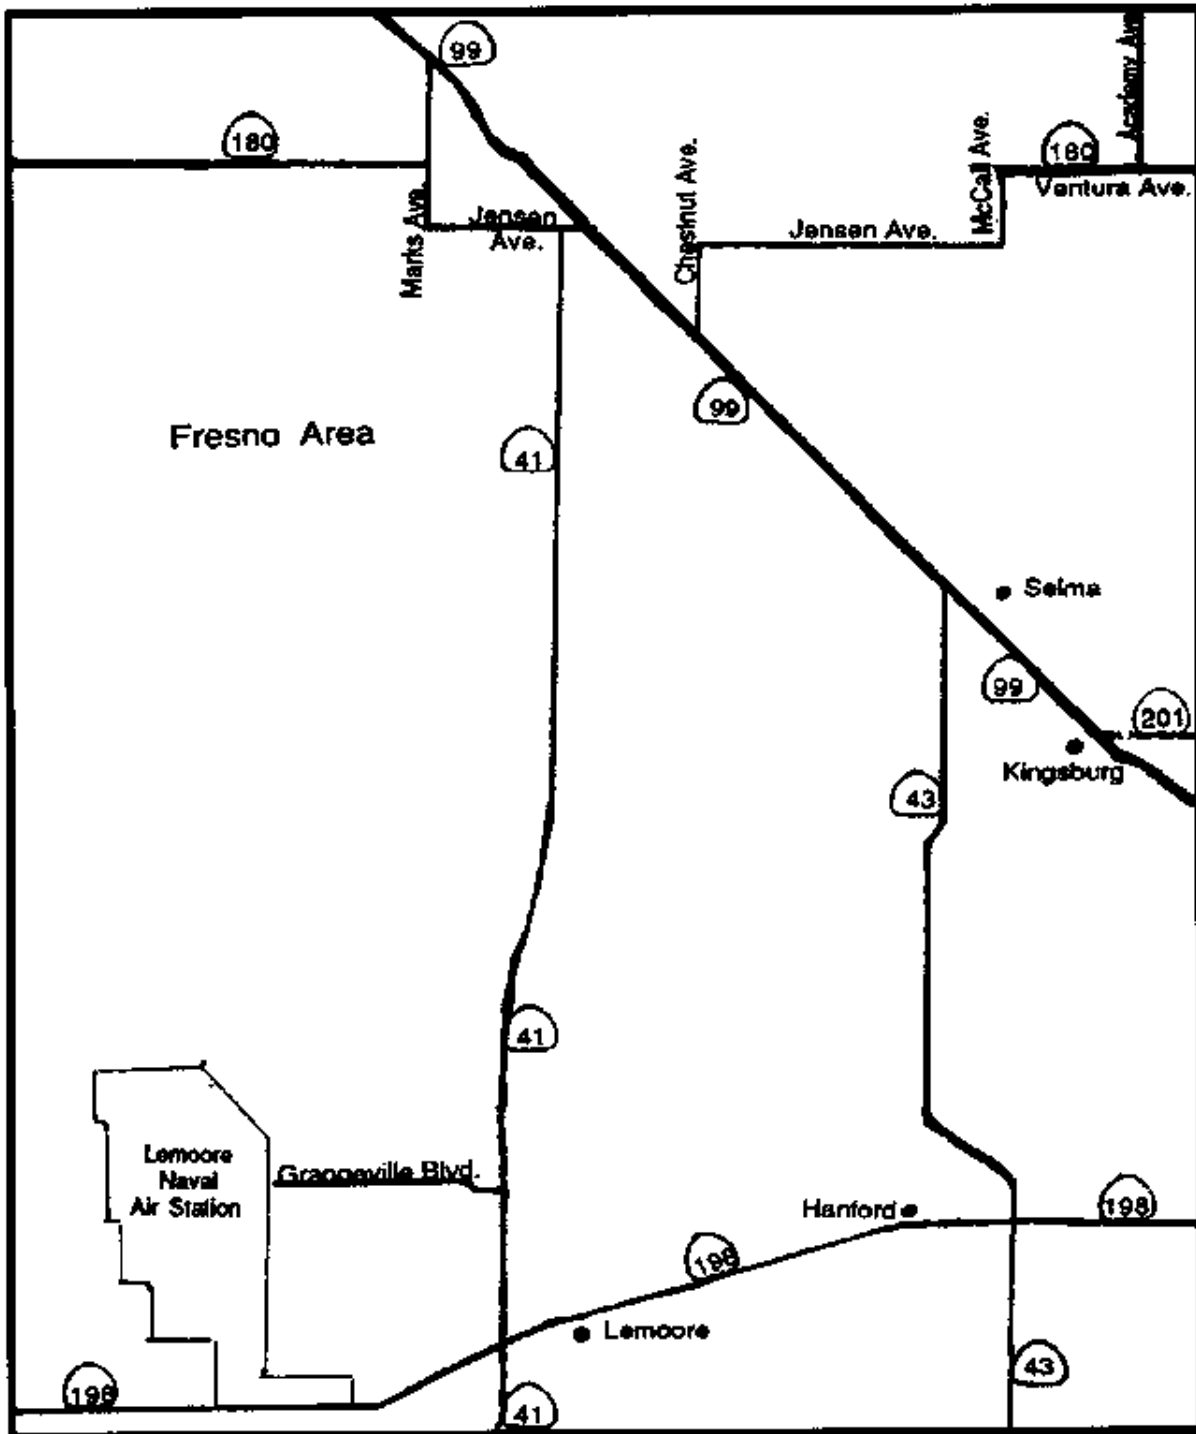 99
Academy Ave
180
McCall Ave.
180
Chestnut Ave.
Ventura Ave.
Marks Ave.
Jensen
Ave.
Jensen Ave.
99
Fresno Area
41
Selma
99
201
Kingsburg
43
41
Lemoore
Naval
Air Station
Grangeville Blvd.
Hanford
198
198
Lemoore
43
198
41